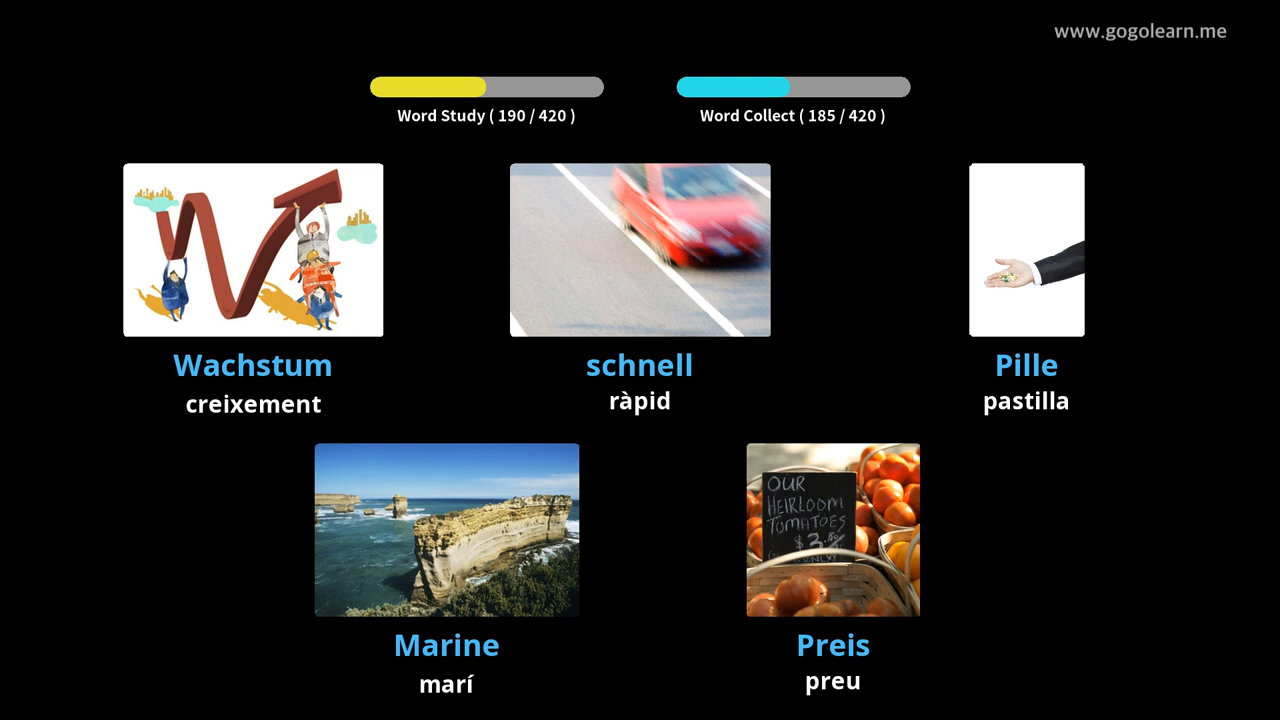 www.gogolearn.me
Word Study ( 190 / 420 )
Word Collect ( 185 / 420 )
Wachstum
creixement
schnell
ràpid
Pille
pastilla
OUR
HEIRLOOM
TOMATOES
Marine
marí
Preis
preu